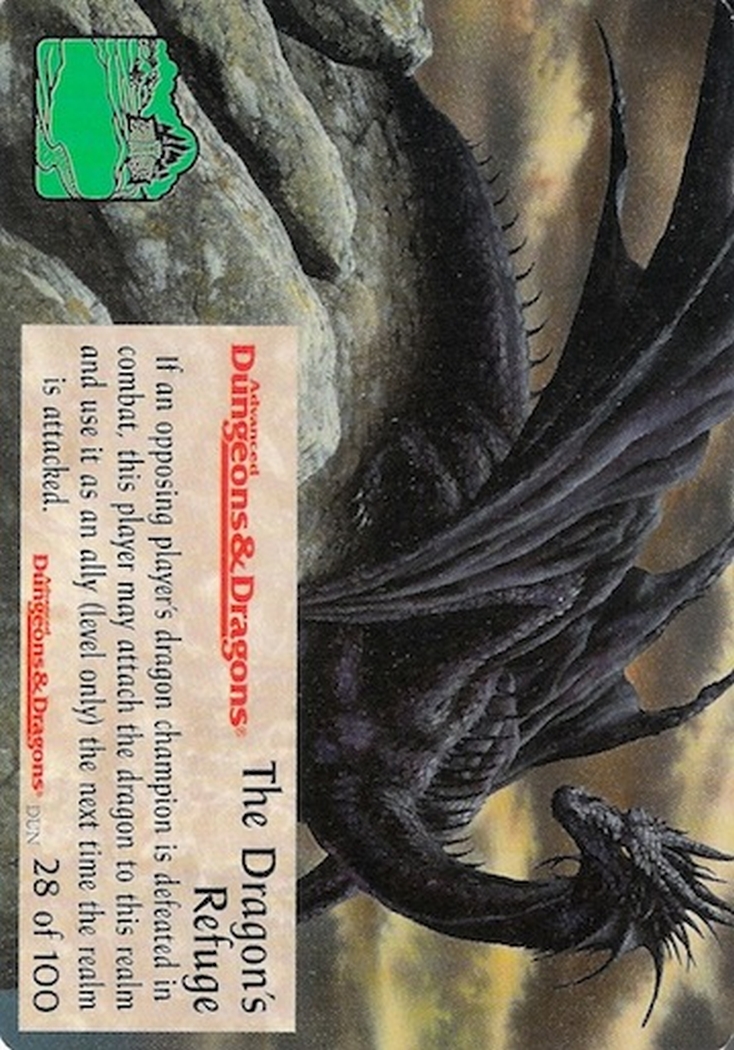 Advanced
Dungeons & Dragons®
The Dragon's
Refuge
If an opposing player's dragon champion is defeated in
combat, this player may attach the dragon to this realm
and use it as an ally (level only) the next time the realm
is attacked.
Advanced
Dungeons & Dragons®
DUN 28 of 100